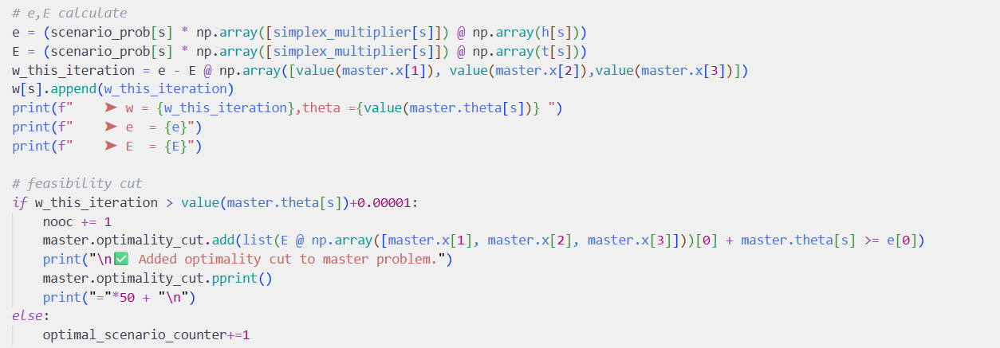 # e,E calculate
e = (scenario_prob[s] * np.array([simplex_multiplier[s]]) @ np.array(h[s]))
E = (scenario_prob[s] * np.array([simplex_multiplier[s]]) @ np.array(t[s]))
w_this_iteration = e - E @ np.array([value(master.x[1]), value(master.x[2]),value(master.x[3])])
w[s].append(w_this_iteration)
print(f"    ➤ w = {w_this_iteration},theta ={value(master.theta[s])} ")
print(f"    ➤ e  = {e}")
print(f"    ➤ E  = {E}")
# feasibility cut
if w_this_iteration > value(master.theta[s])+0.00001:
    nooc += 1
    master.optimality_cut.add(list(E @ np.array([master.x[1], master.x[2], master.x[3]]))[0] + master.theta[s] >= e[0])
    print("\n✅ Added optimality cut to master problem.")
    master.optimality_cut.pprint()
    print("="*50 + "\n")
else:
    optimal_scenario_counter+=1